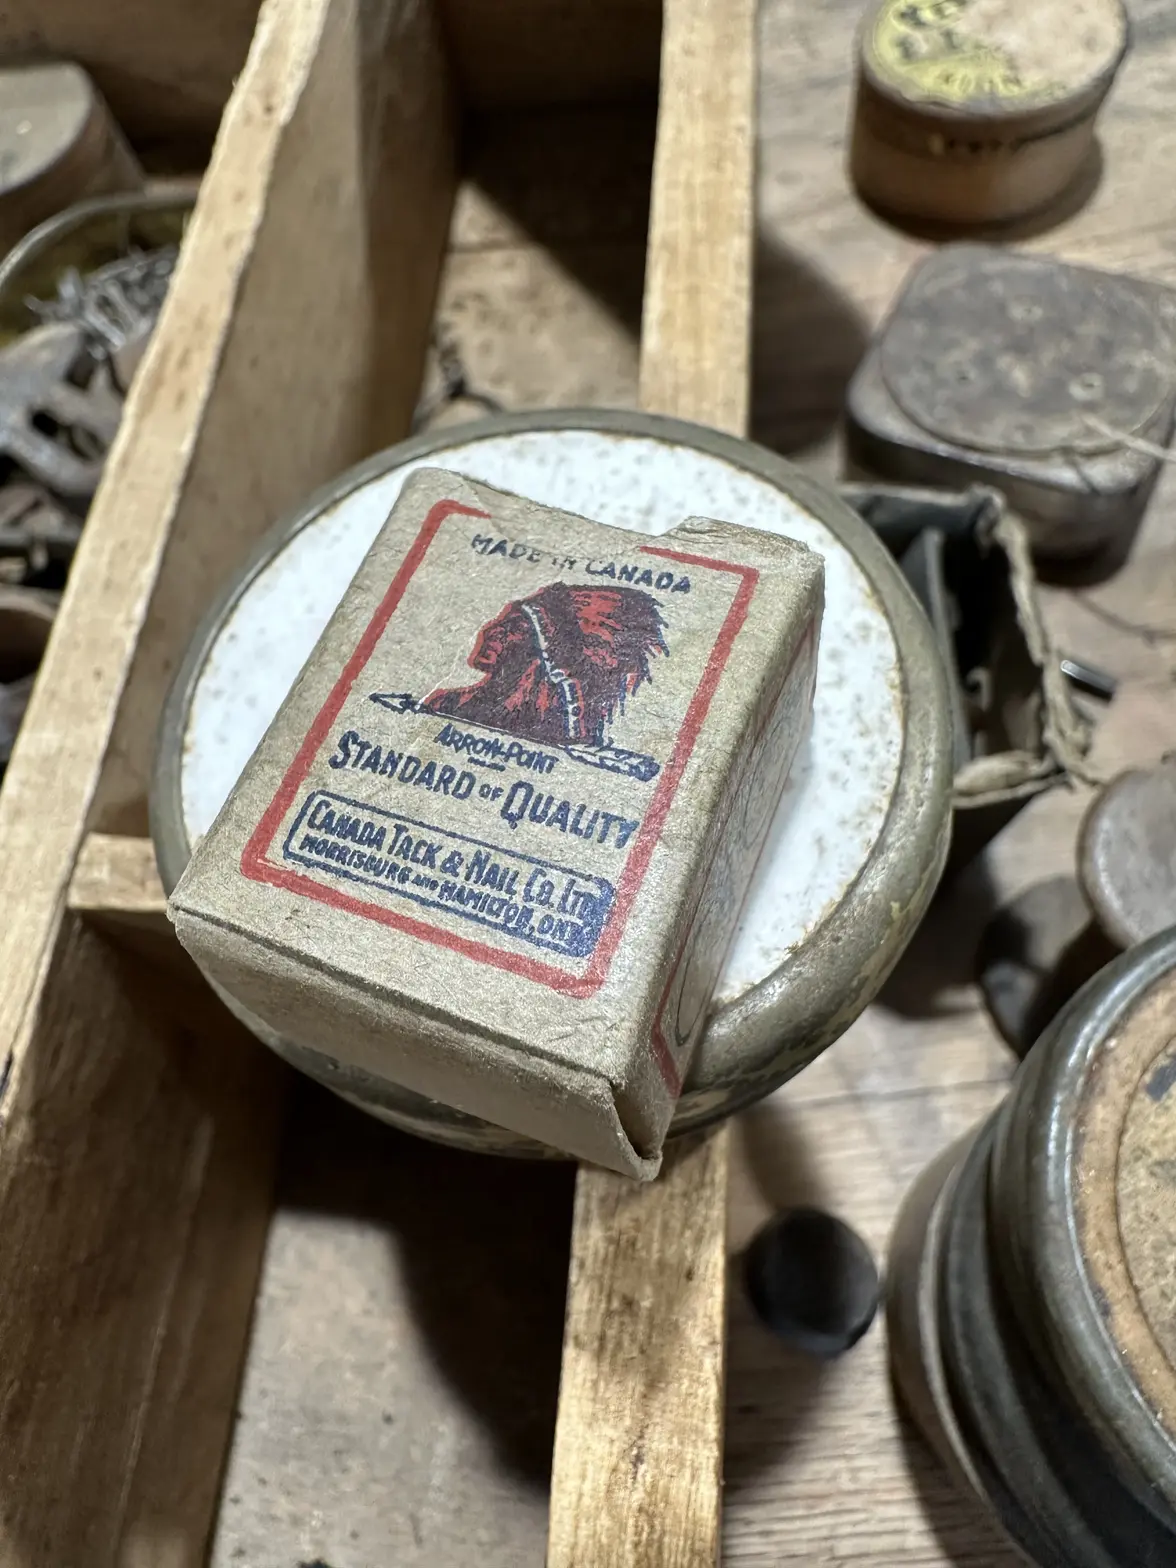 MADE IN CANADA
ARROW-POINT
STANDARD OF QUALITY
CANADA TACK & NAIL CO. LTD
MORRISBURG AND HAMILTON, ONT.